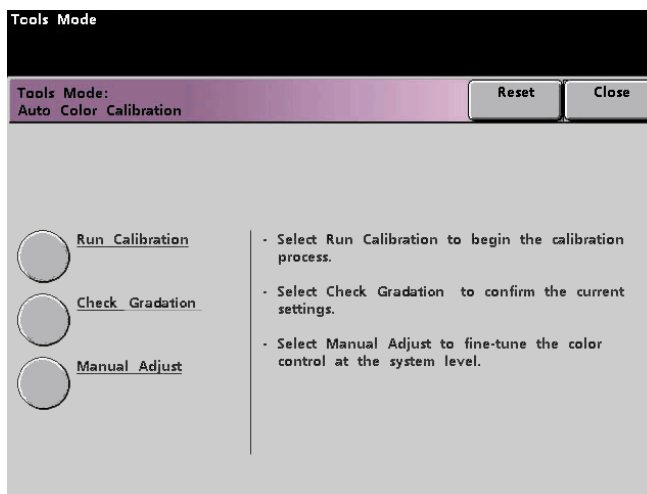 Tools Mode
Tools Mode:
Auto Color Calibration
Reset
Close
Run Calibration
Check Gradation
Manual Adjust
- Select Run Calibration to begin the calibration
process.
- Select Check Gradation to confirm the current
settings.
- Select Manual Adjust to fine-tune the color
control at the system level.